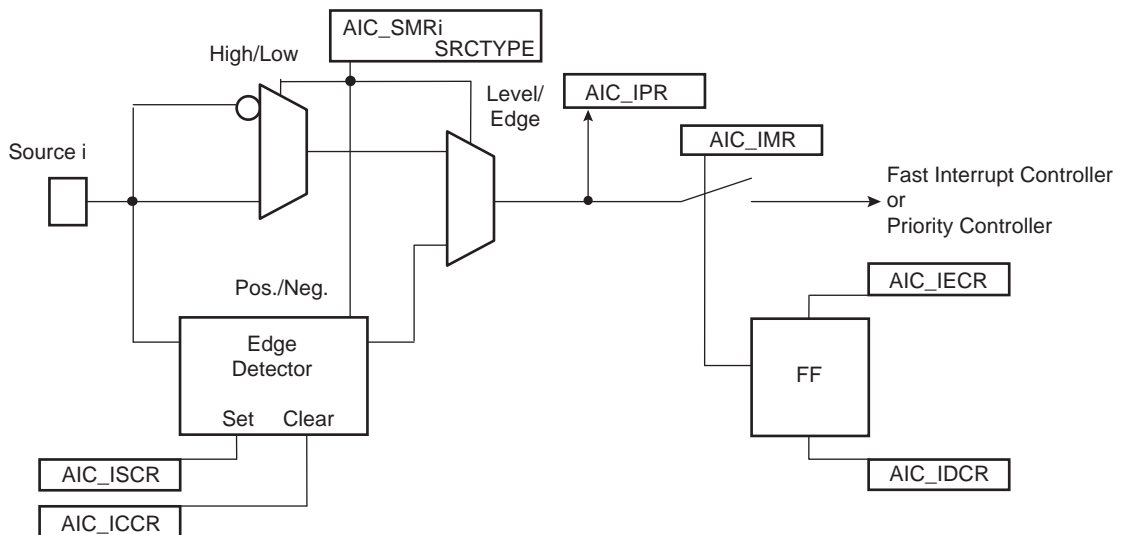 AIC_SMRi
SRCTYPE
High/Low
Level/
Edge
AIC_IPR
AIC_IMR
Source i
Fast Interrupt Controller
or
Priority Controller
Pos./Neg.
AIC_IECR
Edge
Detector
FF
Set Clear
AIC_ISCR
AIC_IDCR
AIC_ICCR